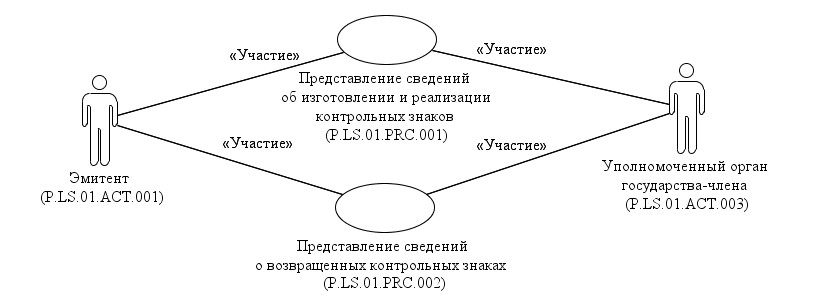 «Участие»
«Участие»
Представление сведений
об изготовлении и реализации
контрольных знаков
(P.LS.01.PRC.001)
«Участие»
«Участие»
Эмитент
(P.LS.01.ACT.001)
Уполномоченный орган
государства-члена
(P.LS.01.ACT.003)
Представление сведений
о возвращенных контрольных знаках
(P.LS.01.PRC.002)